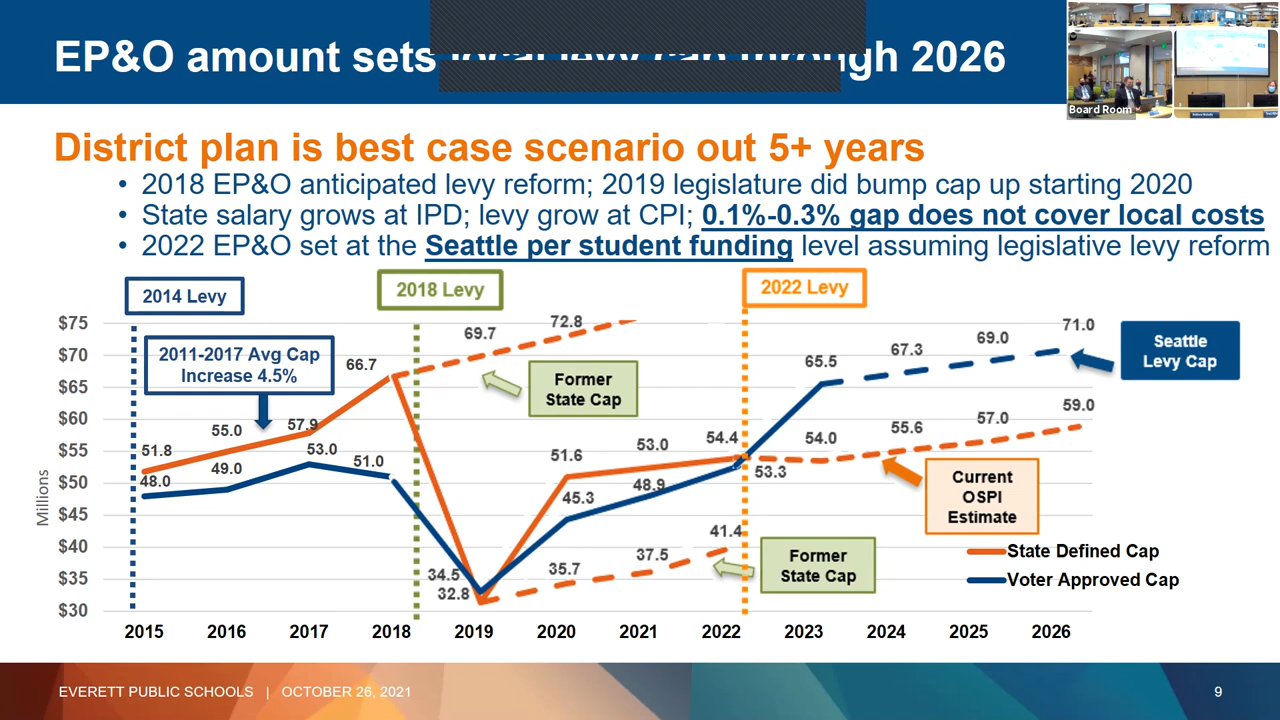 EP&O amount sets local levy cap through 2026
Board Room
District plan is best case scenario out 5+ years
• 2018 EP&O anticipated levy reform; 2019 legislature did bump cap up starting 2020
• State salary grows at IPD; levy grow at CPI; 0.1%-0.3% gap does not cover local costs
• 2022 EP&O set at the Seattle per student funding level assuming legislative levy reform
2014 Levy
2018 Levy
2022 Levy
2011-2017 Avg Cap
Increase 4.5%
Former
State Cap
Seattle
Levy Cap
Current
OSPI
Estimate
Former
State Cap
Millions
$75
$70
$65
$60
$55
$50
$45
$40
$35
$30
51.8
55.0
57.9
66.7
69.7
72.8
48.0
49.0
53.0
51.0
34.5
32.8
51.6
53.0
54.4
45.3
48.9
53.3
35.7
37.5
41.4
65.5
67.3
69.0
71.0
54.0
55.6
57.0
59.0
State Defined Cap
Voter Approved Cap
2015 2016 2017 2018 2019 2020 2021 2022 2023 2024 2025 2026
EVERETT PUBLIC SCHOOLS | OCTOBER 26, 2021
9